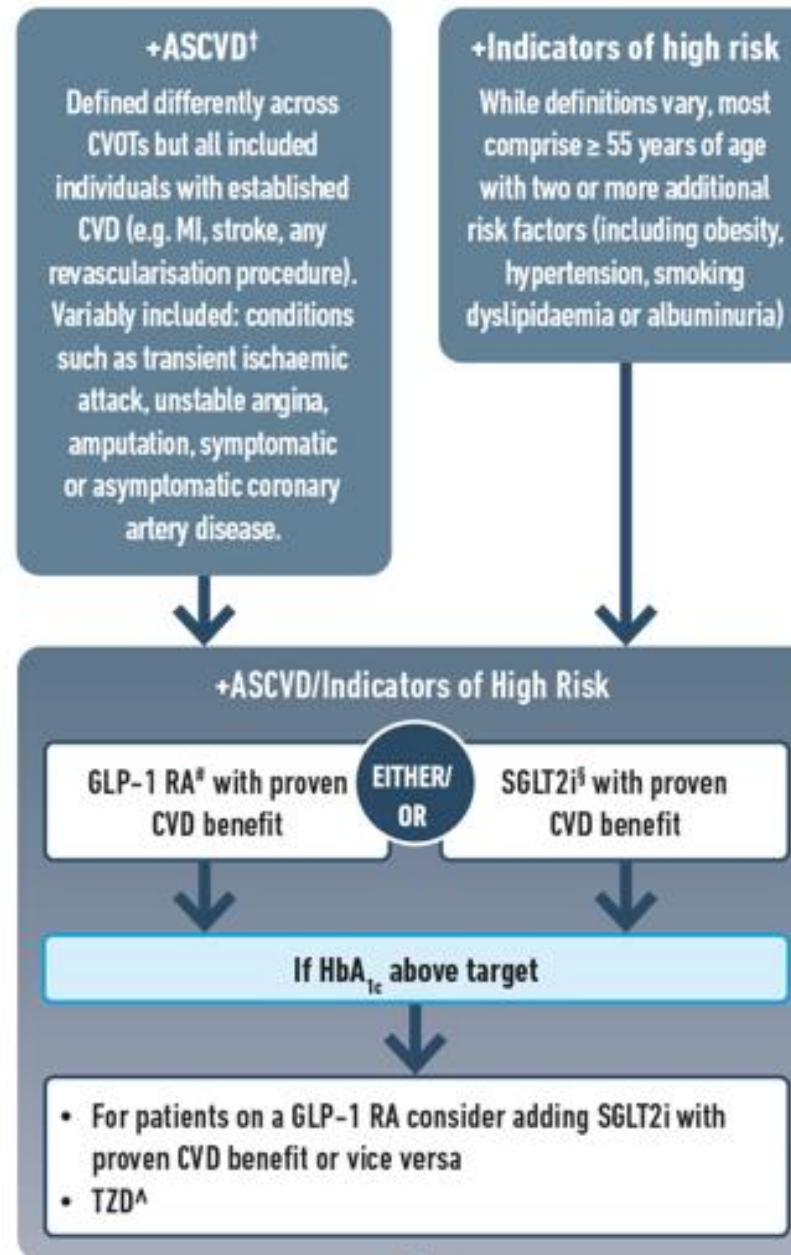 +ASCVD†
Defined differently across
CVOTs but all included
individuals with established
CVD (e.g. MI, stroke, any
revascularisation procedure).
Variably included: conditions
such as transient ischaemic
attack, unstable angina,
amputation, symptomatic
or asymptomatic coronary
artery disease.
+Indicators of high risk
While definitions vary, most
comprise ≥ 55 years of age
with two or more additional
risk factors (including obesity,
hypertension, smoking
dyslipidaemia or albuminuria)
+ASCVD/Indicators of High Risk
GLP-1 RA# with proven
CVD benefit
EITHER/
OR
SGLT2i§ with proven
CVD benefit
If HbA1c above target
• For patients on a GLP-1 RA consider adding SGLT2i with
proven CVD benefit or vice versa
• TZD^